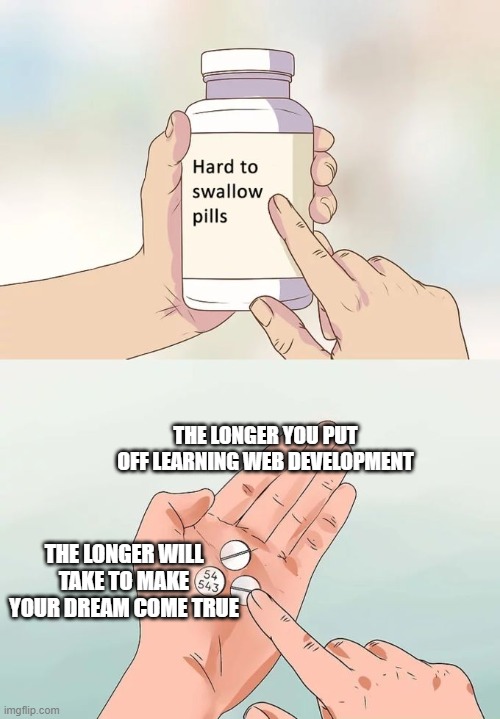 Hard to
swallow
pills
THE LONGER YOU PUT
OFF LEARNING WEB DEVELOPMENT
THE LONGER WILL
TAKE TO MAKE
YOUR DREAM COME TRUE
54
543
imgflip.com